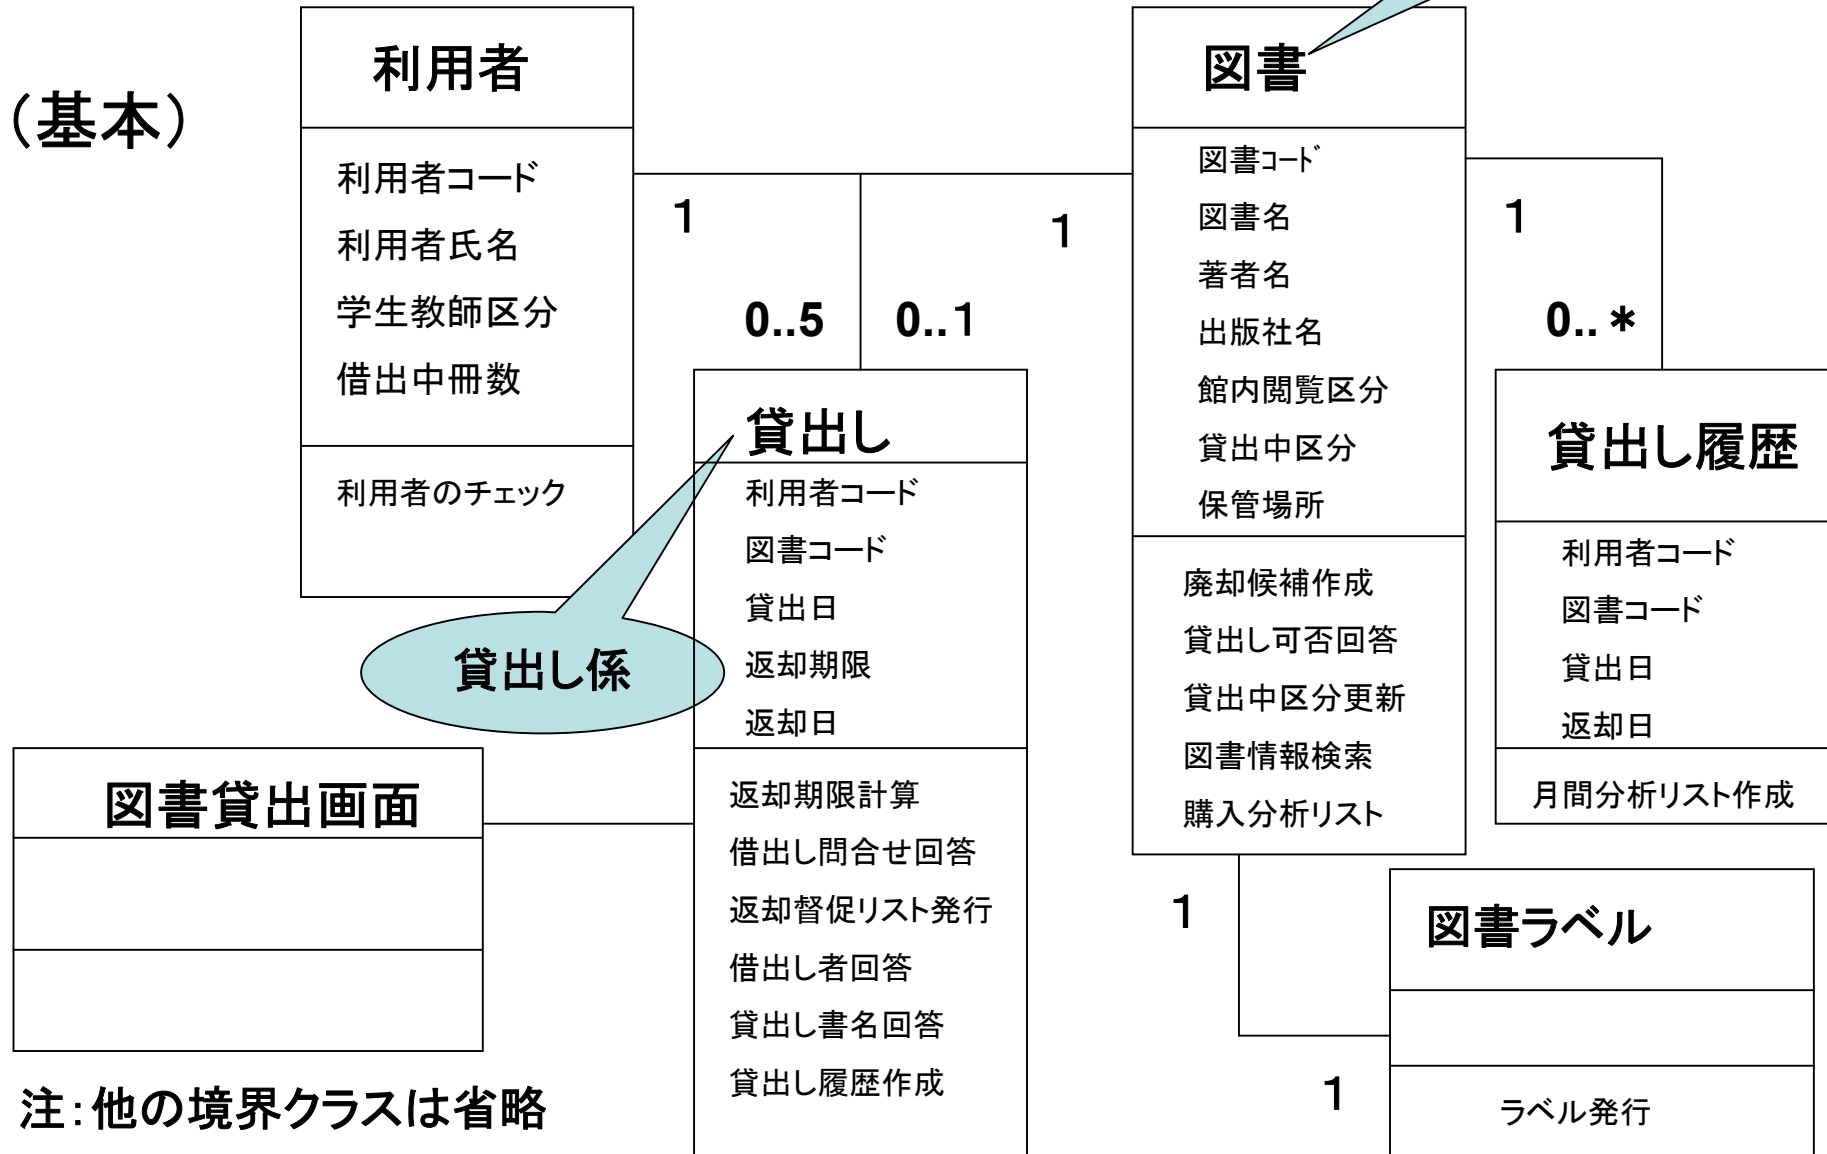 （基本）
利用者
利用者コード
利用者氏名
学生教師区分
借出中冊数
利用者のチェック
1
1
0..5
0..1
貸出し
利用者コード
図書コード
貸出日
返却期限
返却日
返却期限計算
借出し問合せ回答
返却督促リスト発行
借出し者回答
貸出し書名回答
貸出し履歴作成
貸出し係
図書貸出画面
注：他の境界クラスは省略
図書
図書ｺｰﾄﾞ
図書名
著者名
出版社名
館内閲覧区分
貸出中区分
保管場所
廃却候補作成
貸出し可否回答
貸出中区分更新
図書情報検索
購入分析リスト
1
0..＊
貸出し履歴
利用者コード
図書コード
貸出日
返却日
月間分析リスト作成
1
1
図書ラベル
ラベル発行